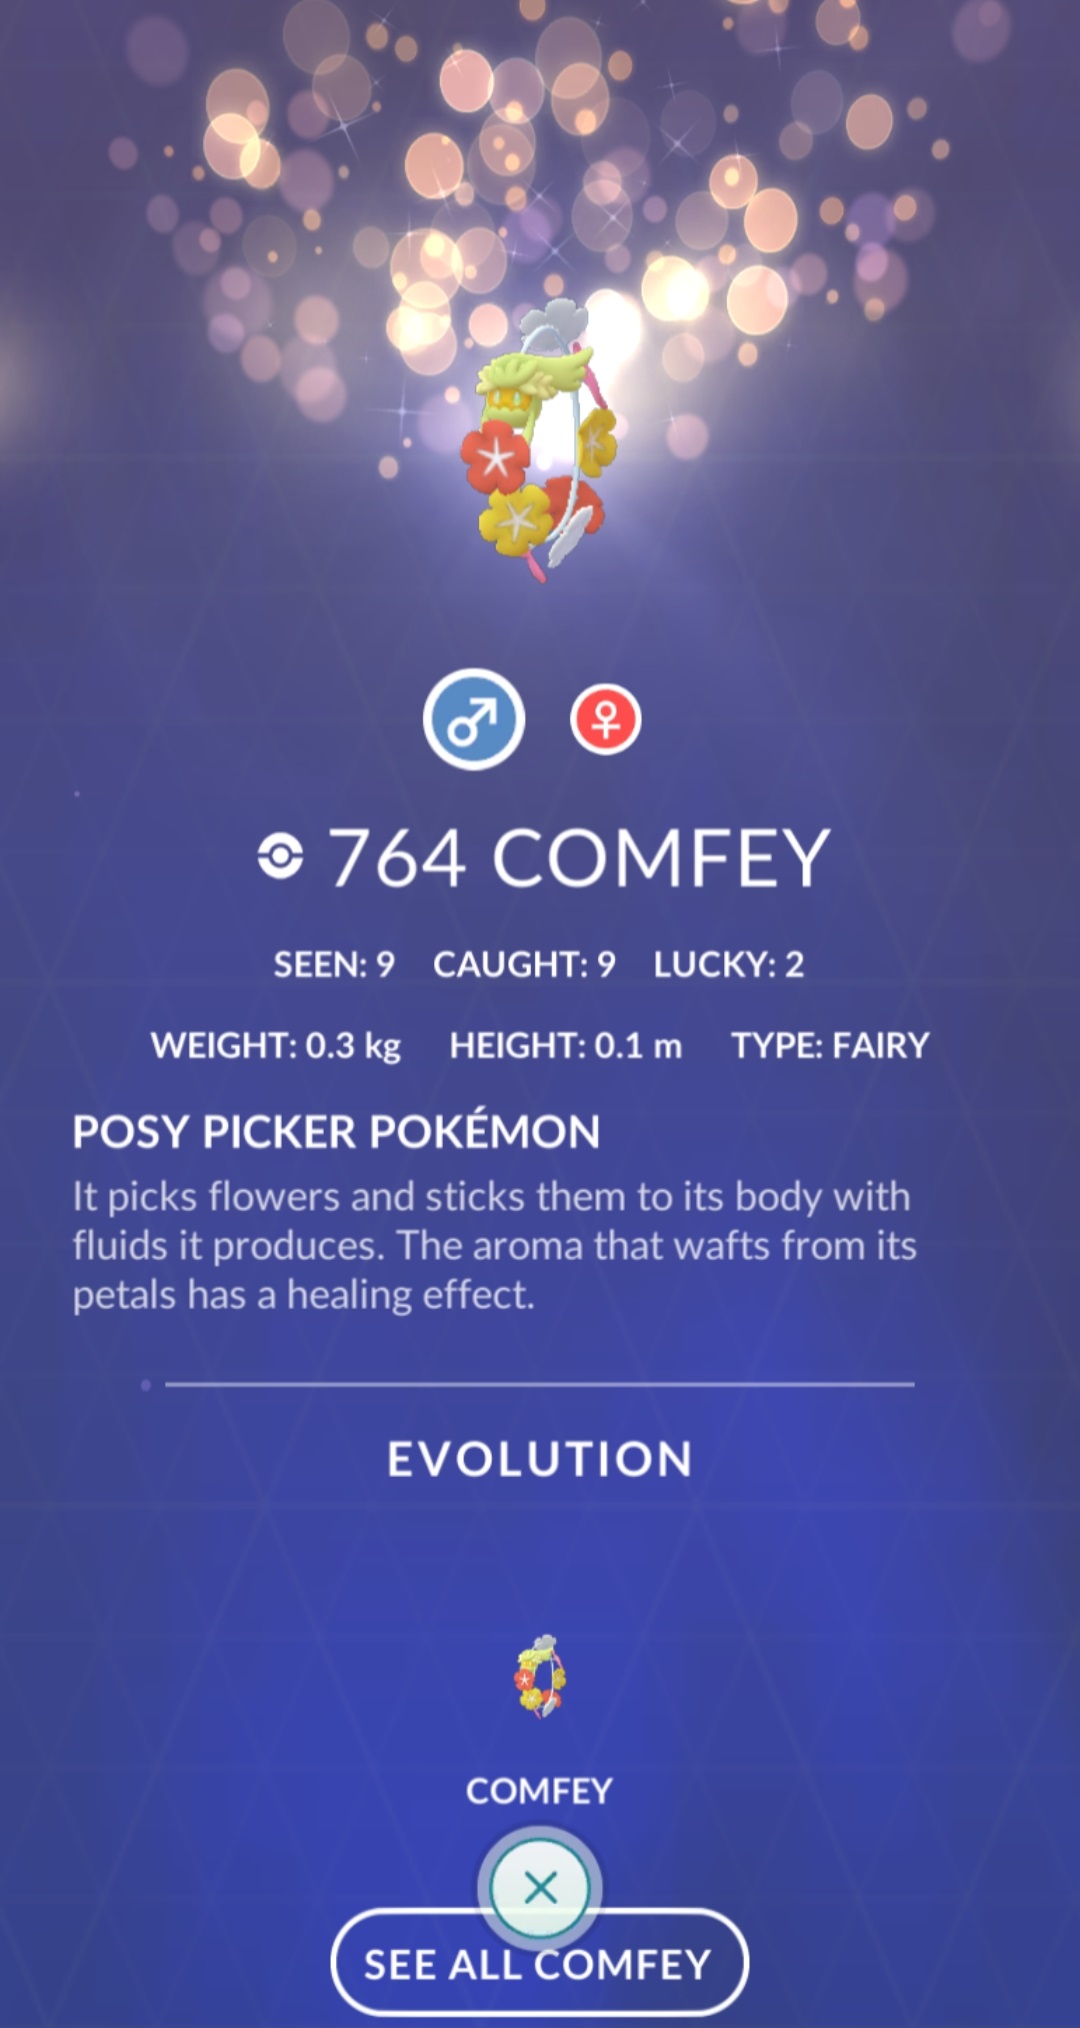 764 COMFEY
SEEN: 9 CAUGHT: 9 LUCKY: 2
WEIGHT: 0.3 kg HEIGHT: 0.1 m TYPE: FAIRY
POSY PICKER POKÉMON
It picks flowers and sticks them to its body with
fluids it produces. The aroma that wafts from its
petals has a healing effect.
EVOLUTION
COMFEY
SEE ALL COMFEY